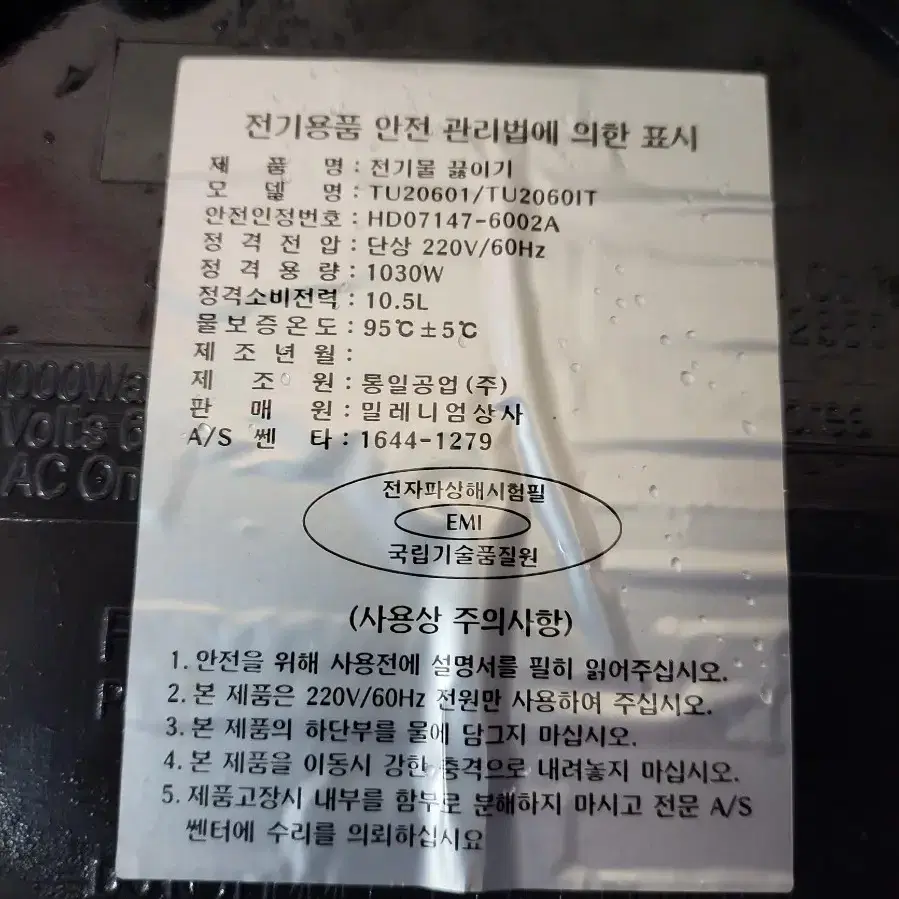 전기용품 안전 관리법에 의한 표시
제 품 명 : 전기물 끓이기
모 델 명 : TU20601/TU2060IT
안전인정번호 : HD07147-6002A
정 격 전 압 : 단상 220V/60Hz
정 격 용 량 : 1030W
정격소비전력 : 10.5L
물보증온도 : 95℃±5℃
제 조 년 월 :
제 조 원 : 통일공업(주)
판 매 원 : 밀레니엄상사
A/S 쎈 타 : 1644-1279
전자파상해시험필
EMI
국립기술품질원
(사용상 주의사항)
1. 안전을 위해 사용전에 설명서를 필히 읽어주십시오.
2. 본 제품은 220V/60Hz 전원만 사용하여 주십시오.
3. 본 제품의 하단부를 물에 담그지 마십시오.
4. 본 제품을 이동시 강한 충격으로 내려놓지 마십시오.
5. 제품고장시 내부를 함부로 분해하지 마시고 전문 A/S
쎈터에 수리를 의뢰하십시요
1000Wa
Volts 6
AC On